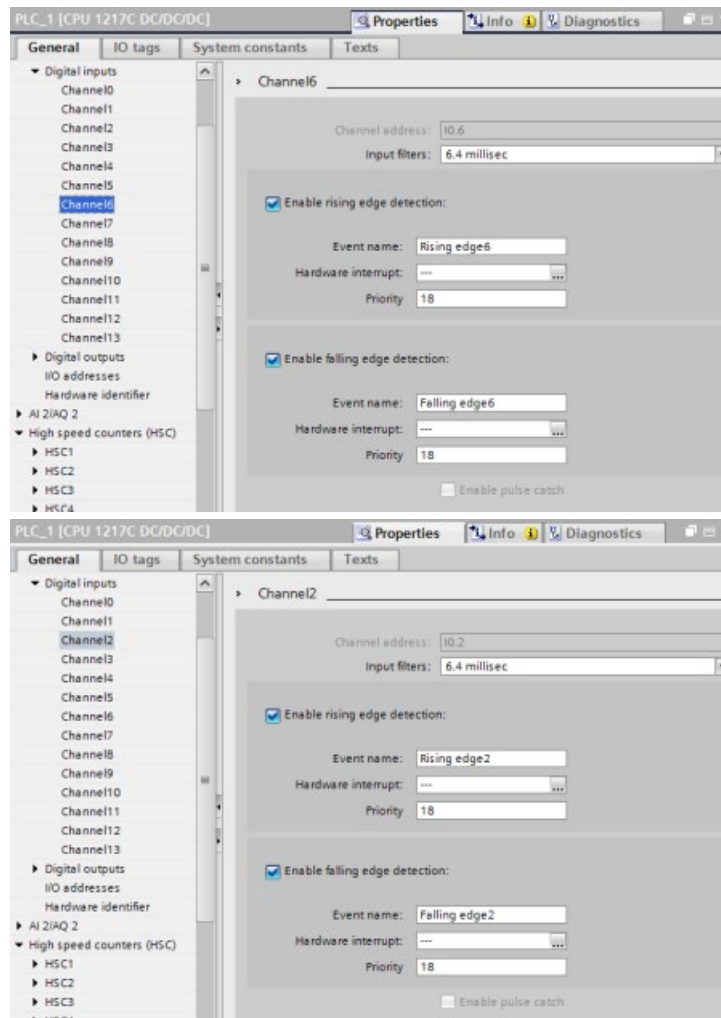 PLC_1 [CPU 1217C DC/DC/DC]
Properties
Info
Diagnostics
General
IO tags
System constants
Texts
Digital inputs
Channel0
Channel1
Channel2
Channel3
Channel4
Channel5
Channel6
Channel7
Channel8
Channel9
Channel10
Channel11
Channel12
Channel13
Digital outputs
I/O addresses
Hardware identifier
AI 2/AQ 2
High speed counters (HSC)
HSC1
HSC2
HSC3
HSC4
Channel6
Channel address: I0.6
Input filters: 6.4 millisec
Enable rising edge detection:
Event name: Rising edge6
Hardware interrupt: --- ...
Priority 18
Enable falling edge detection:
Event name: Falling edge6
Hardware interrupt: --- ...
Priority 18
Enable pulse catch
PLC_1 [CPU 1217C DC/DC/DC]
Properties
Info
Diagnostics
General
IO tags
System constants
Texts
Digital inputs
Channel0
Channel1
Channel2
Channel3
Channel4
Channel5
Channel6
Channel7
Channel8
Channel9
Channel10
Channel11
Channel12
Channel13
Digital outputs
I/O addresses
Hardware identifier
AI 2/AQ 2
High speed counters (HSC)
HSC1
HSC2
HSC3
Channel2
Channel address: I0.2
Input filters: 6.4 millisec
Enable rising edge detection:
Event name: Rising edge2
Hardware interrupt: --- ...
Priority 18
Enable falling edge detection:
Event name: Falling edge2
Hardware interrupt: --- ...
Priority 18
Enable pulse catch